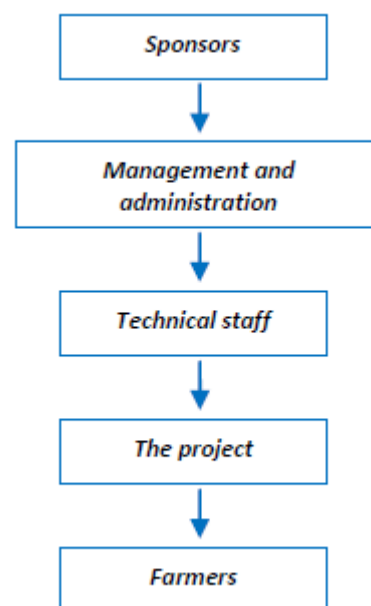 Sponsors
Management and
administration
Technical staff
The project
Farmers